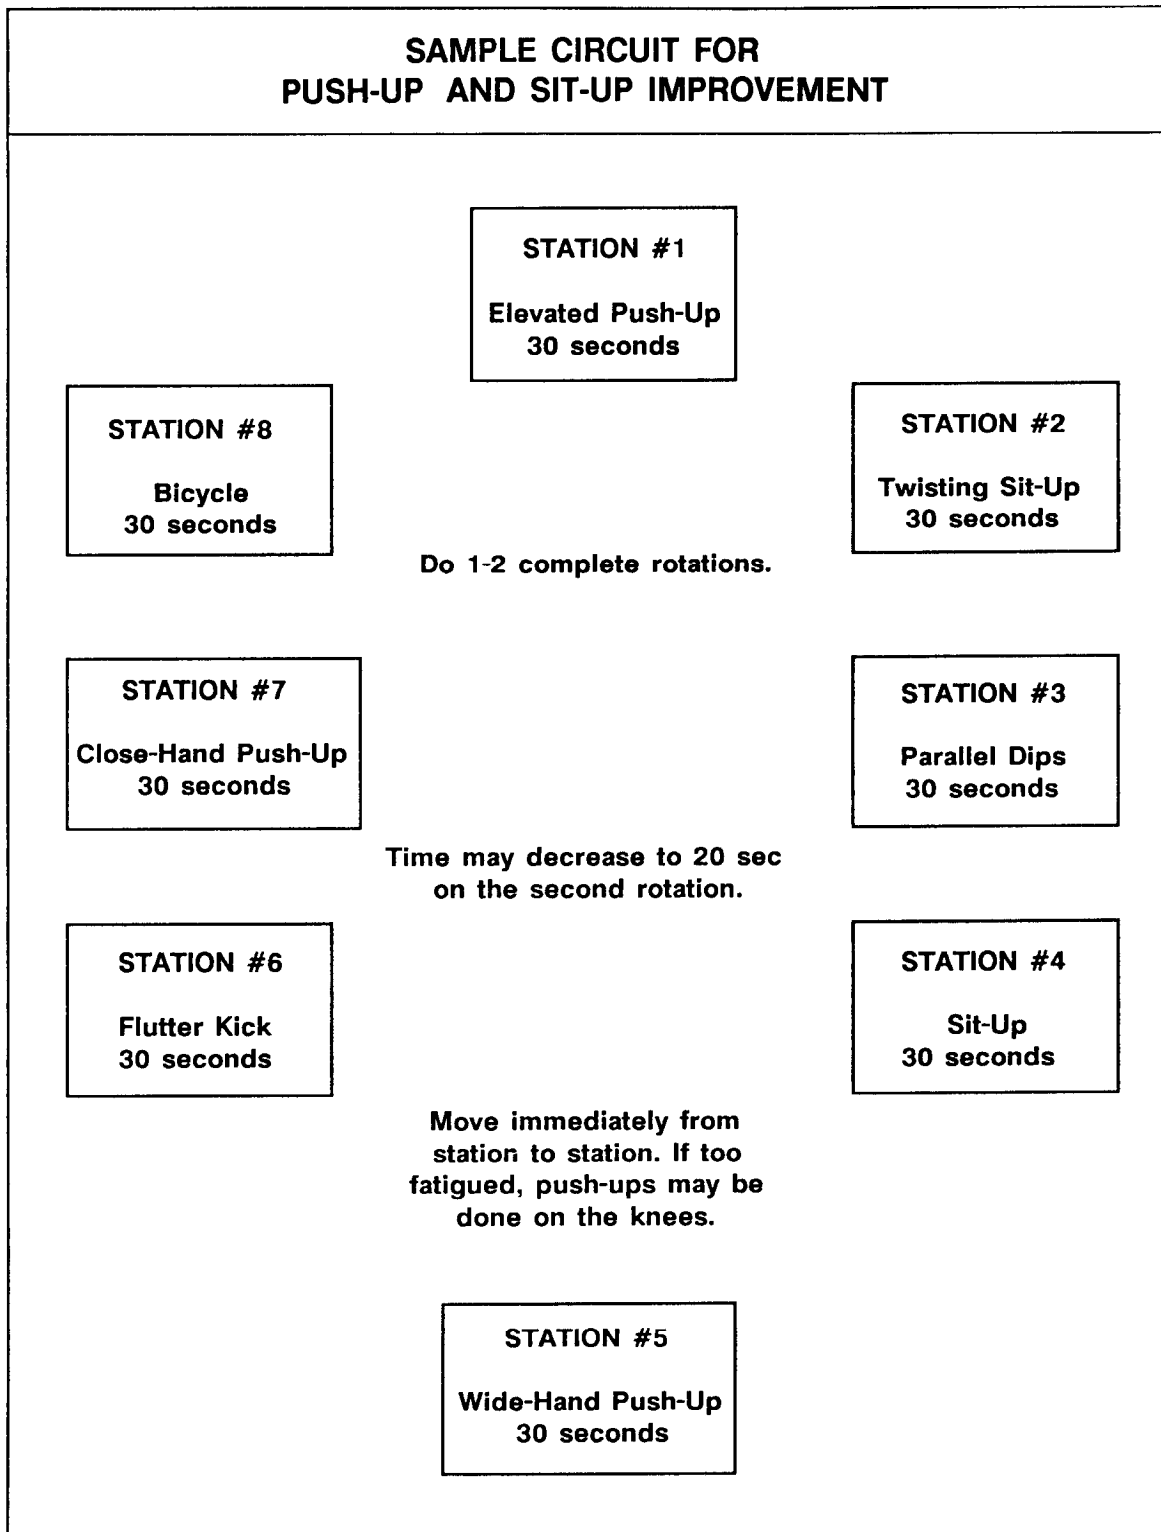 SAMPLE CIRCUIT FOR
PUSH-UP AND SIT-UP IMPROVEMENT
STATION #1
Elevated Push-Up
30 seconds
STATION #2
Twisting Sit-Up
30 seconds
STATION #8
Bicycle
30 seconds
Do 1-2 complete rotations.
STATION #3
Parallel Dips
30 seconds
STATION #7
Close-Hand Push-Up
30 seconds
Time may decrease to 20 sec
on the second rotation.
STATION #4
Sit-Up
30 seconds
STATION #6
Flutter Kick
30 seconds
Move immediately from
station to station. If too
fatigued, push-ups may be
done on the knees.
STATION #5
Wide-Hand Push-Up
30 seconds